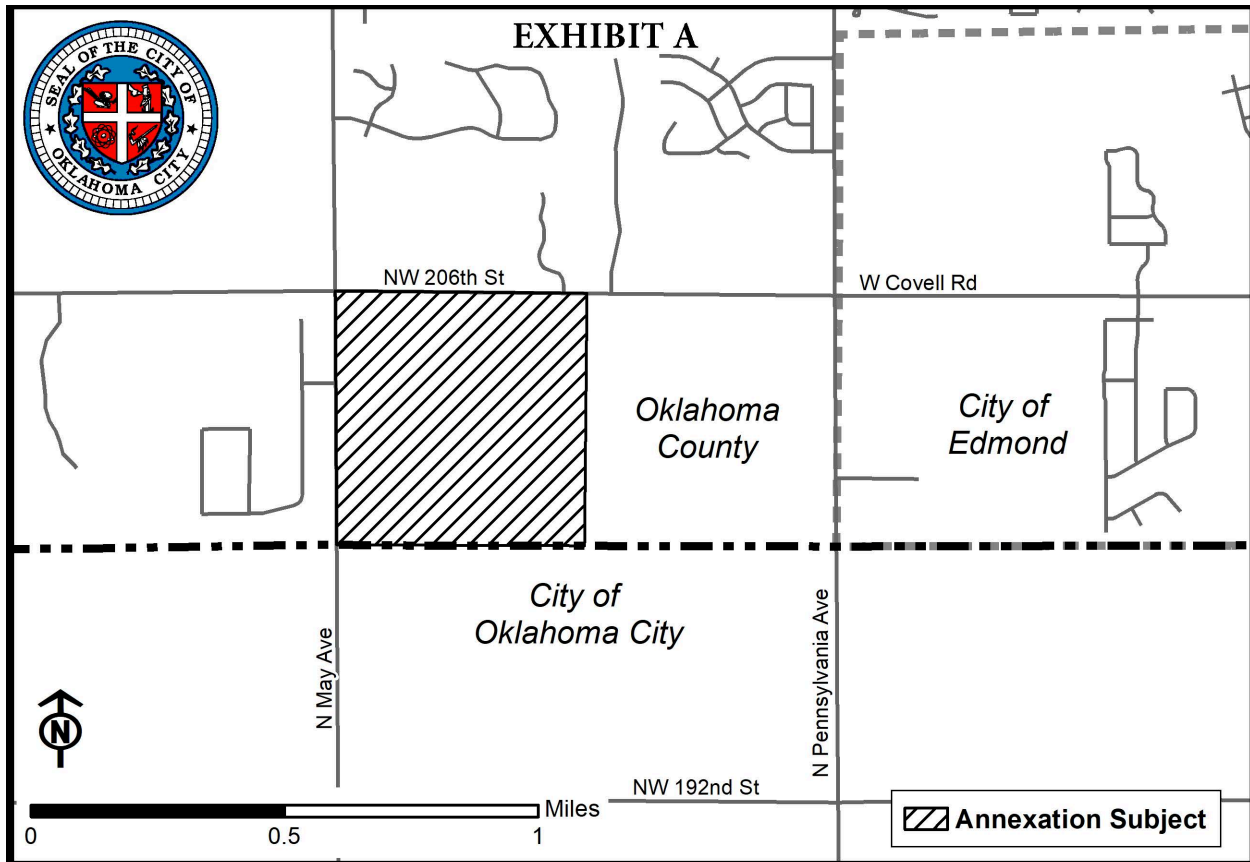 EXHIBIT A
SEAL OF THE CITY OF
OKLAHOMA CITY
NW 206th St
W Covell Rd
Oklahoma
County
City of
Edmond
City of
Oklahoma City
N May Ave
N Pennsylvania Ave
N
NW 192nd St
Miles
0 0.5 1
Annexation Subject